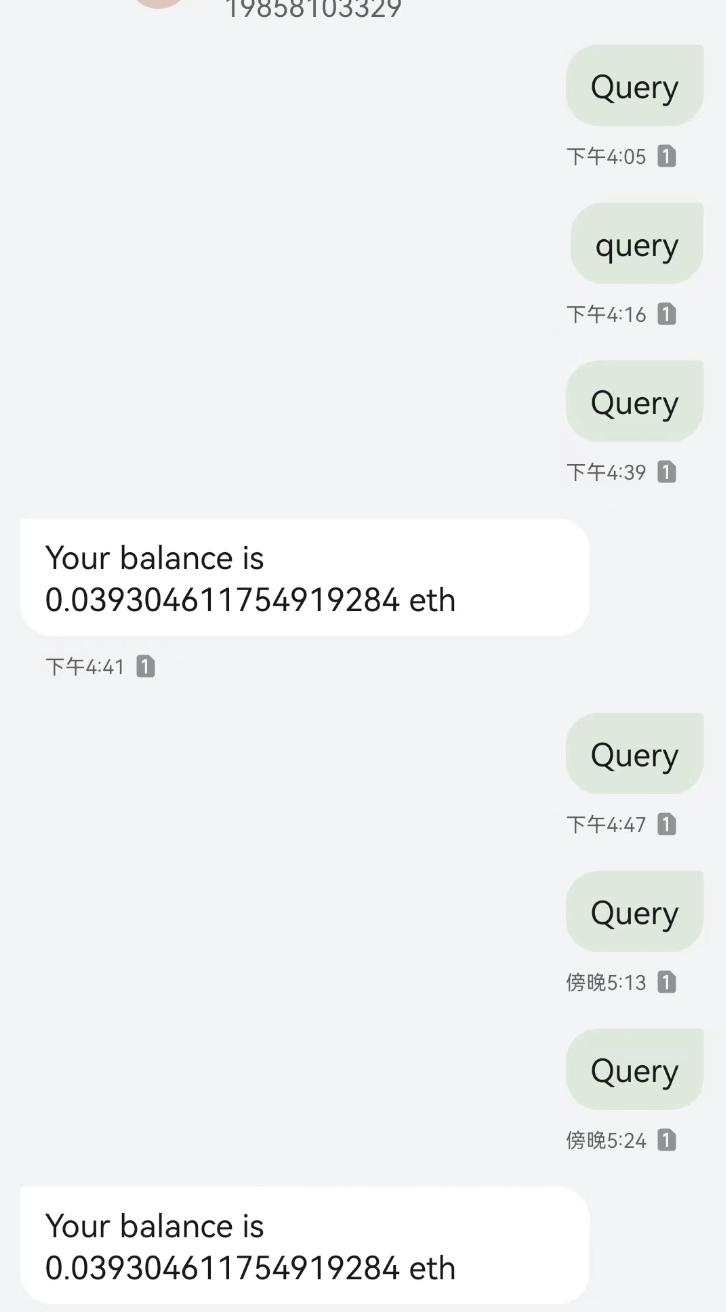 19858103329
Query
下午4:05 1
query
下午4:16 1
Query
下午4:39 1
Your balance is
0.039304611754919284 eth
下午4:41 1
Query
下午4:47 1
Query
傍晚5:13 1
Query
傍晚5:24 1
Your balance is
0.039304611754919284 eth